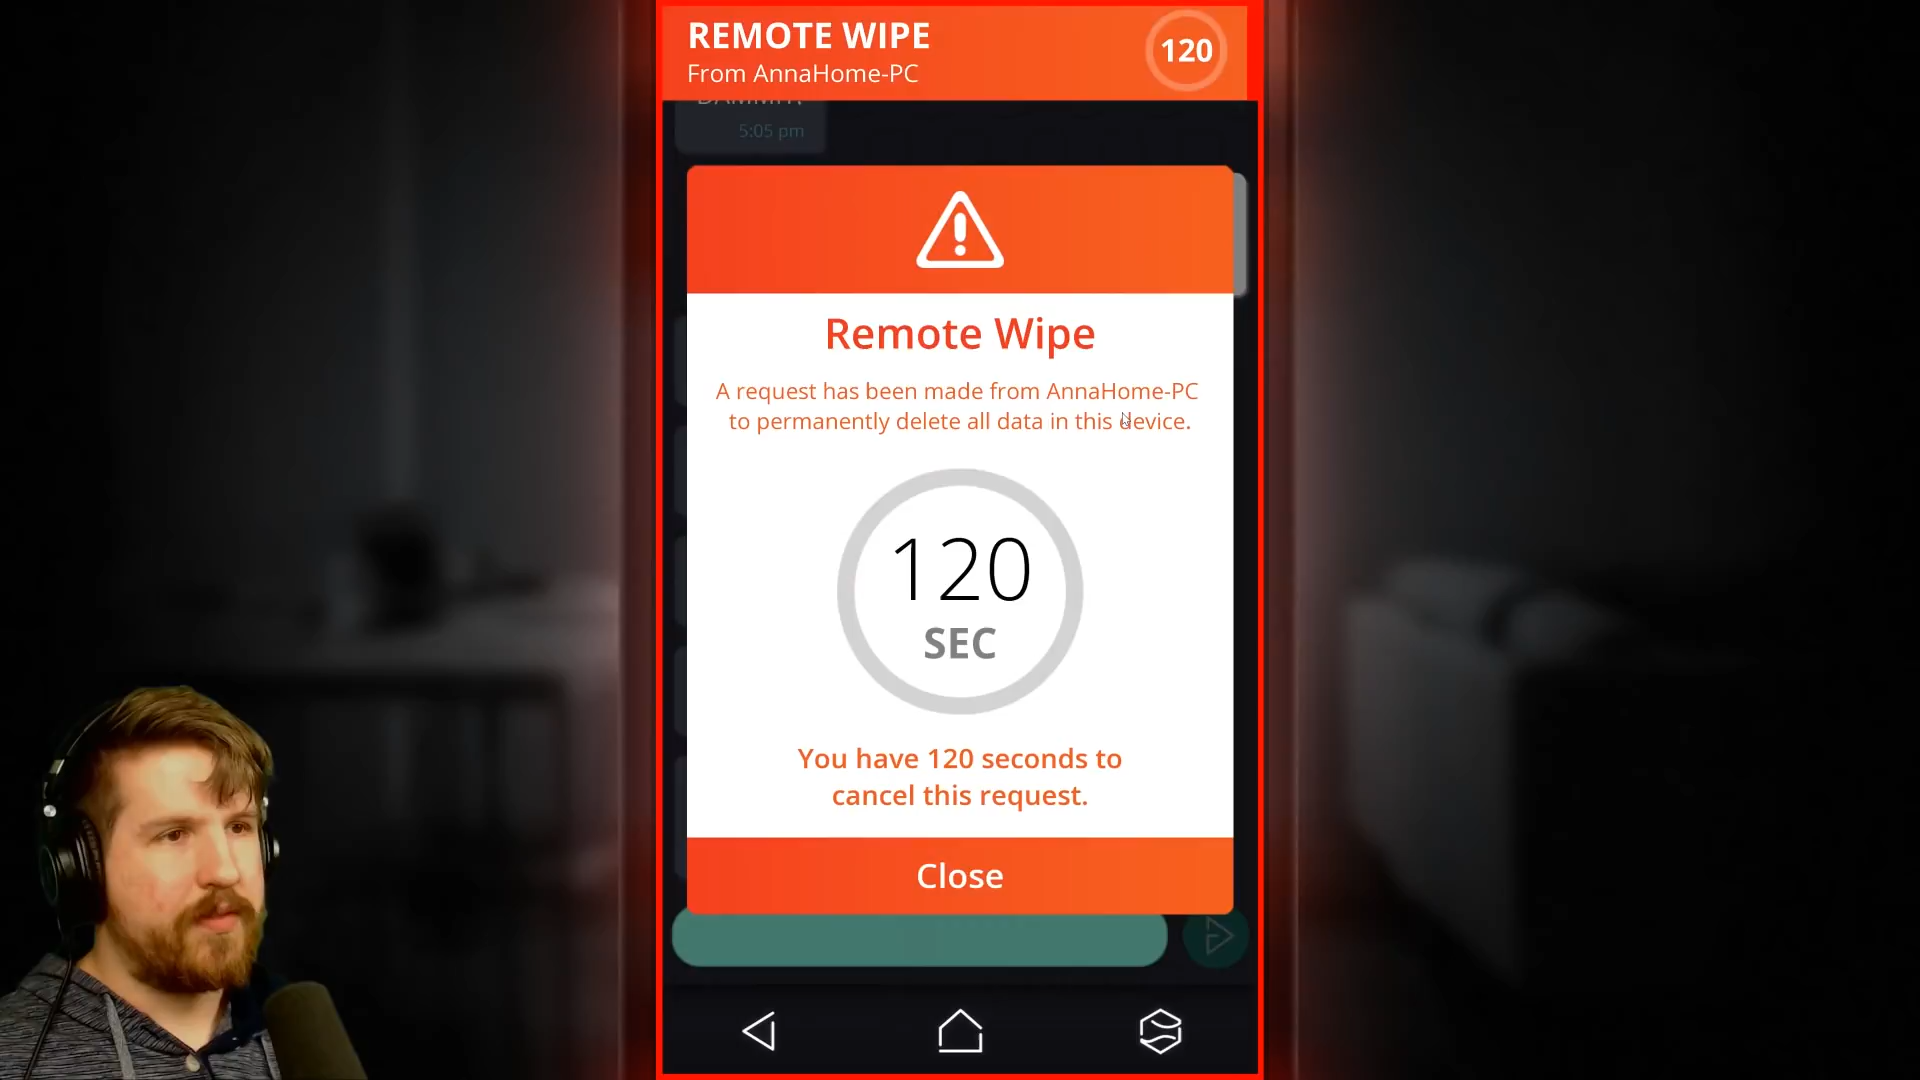 REMOTE WIPE
From AnnaHome-PC
120
5:05 pm
Remote Wipe
A request has been made from AnnaHome-PC
to permanently delete all data in this device.
120
SEC
You have 120 seconds to
cancel this request.
Close